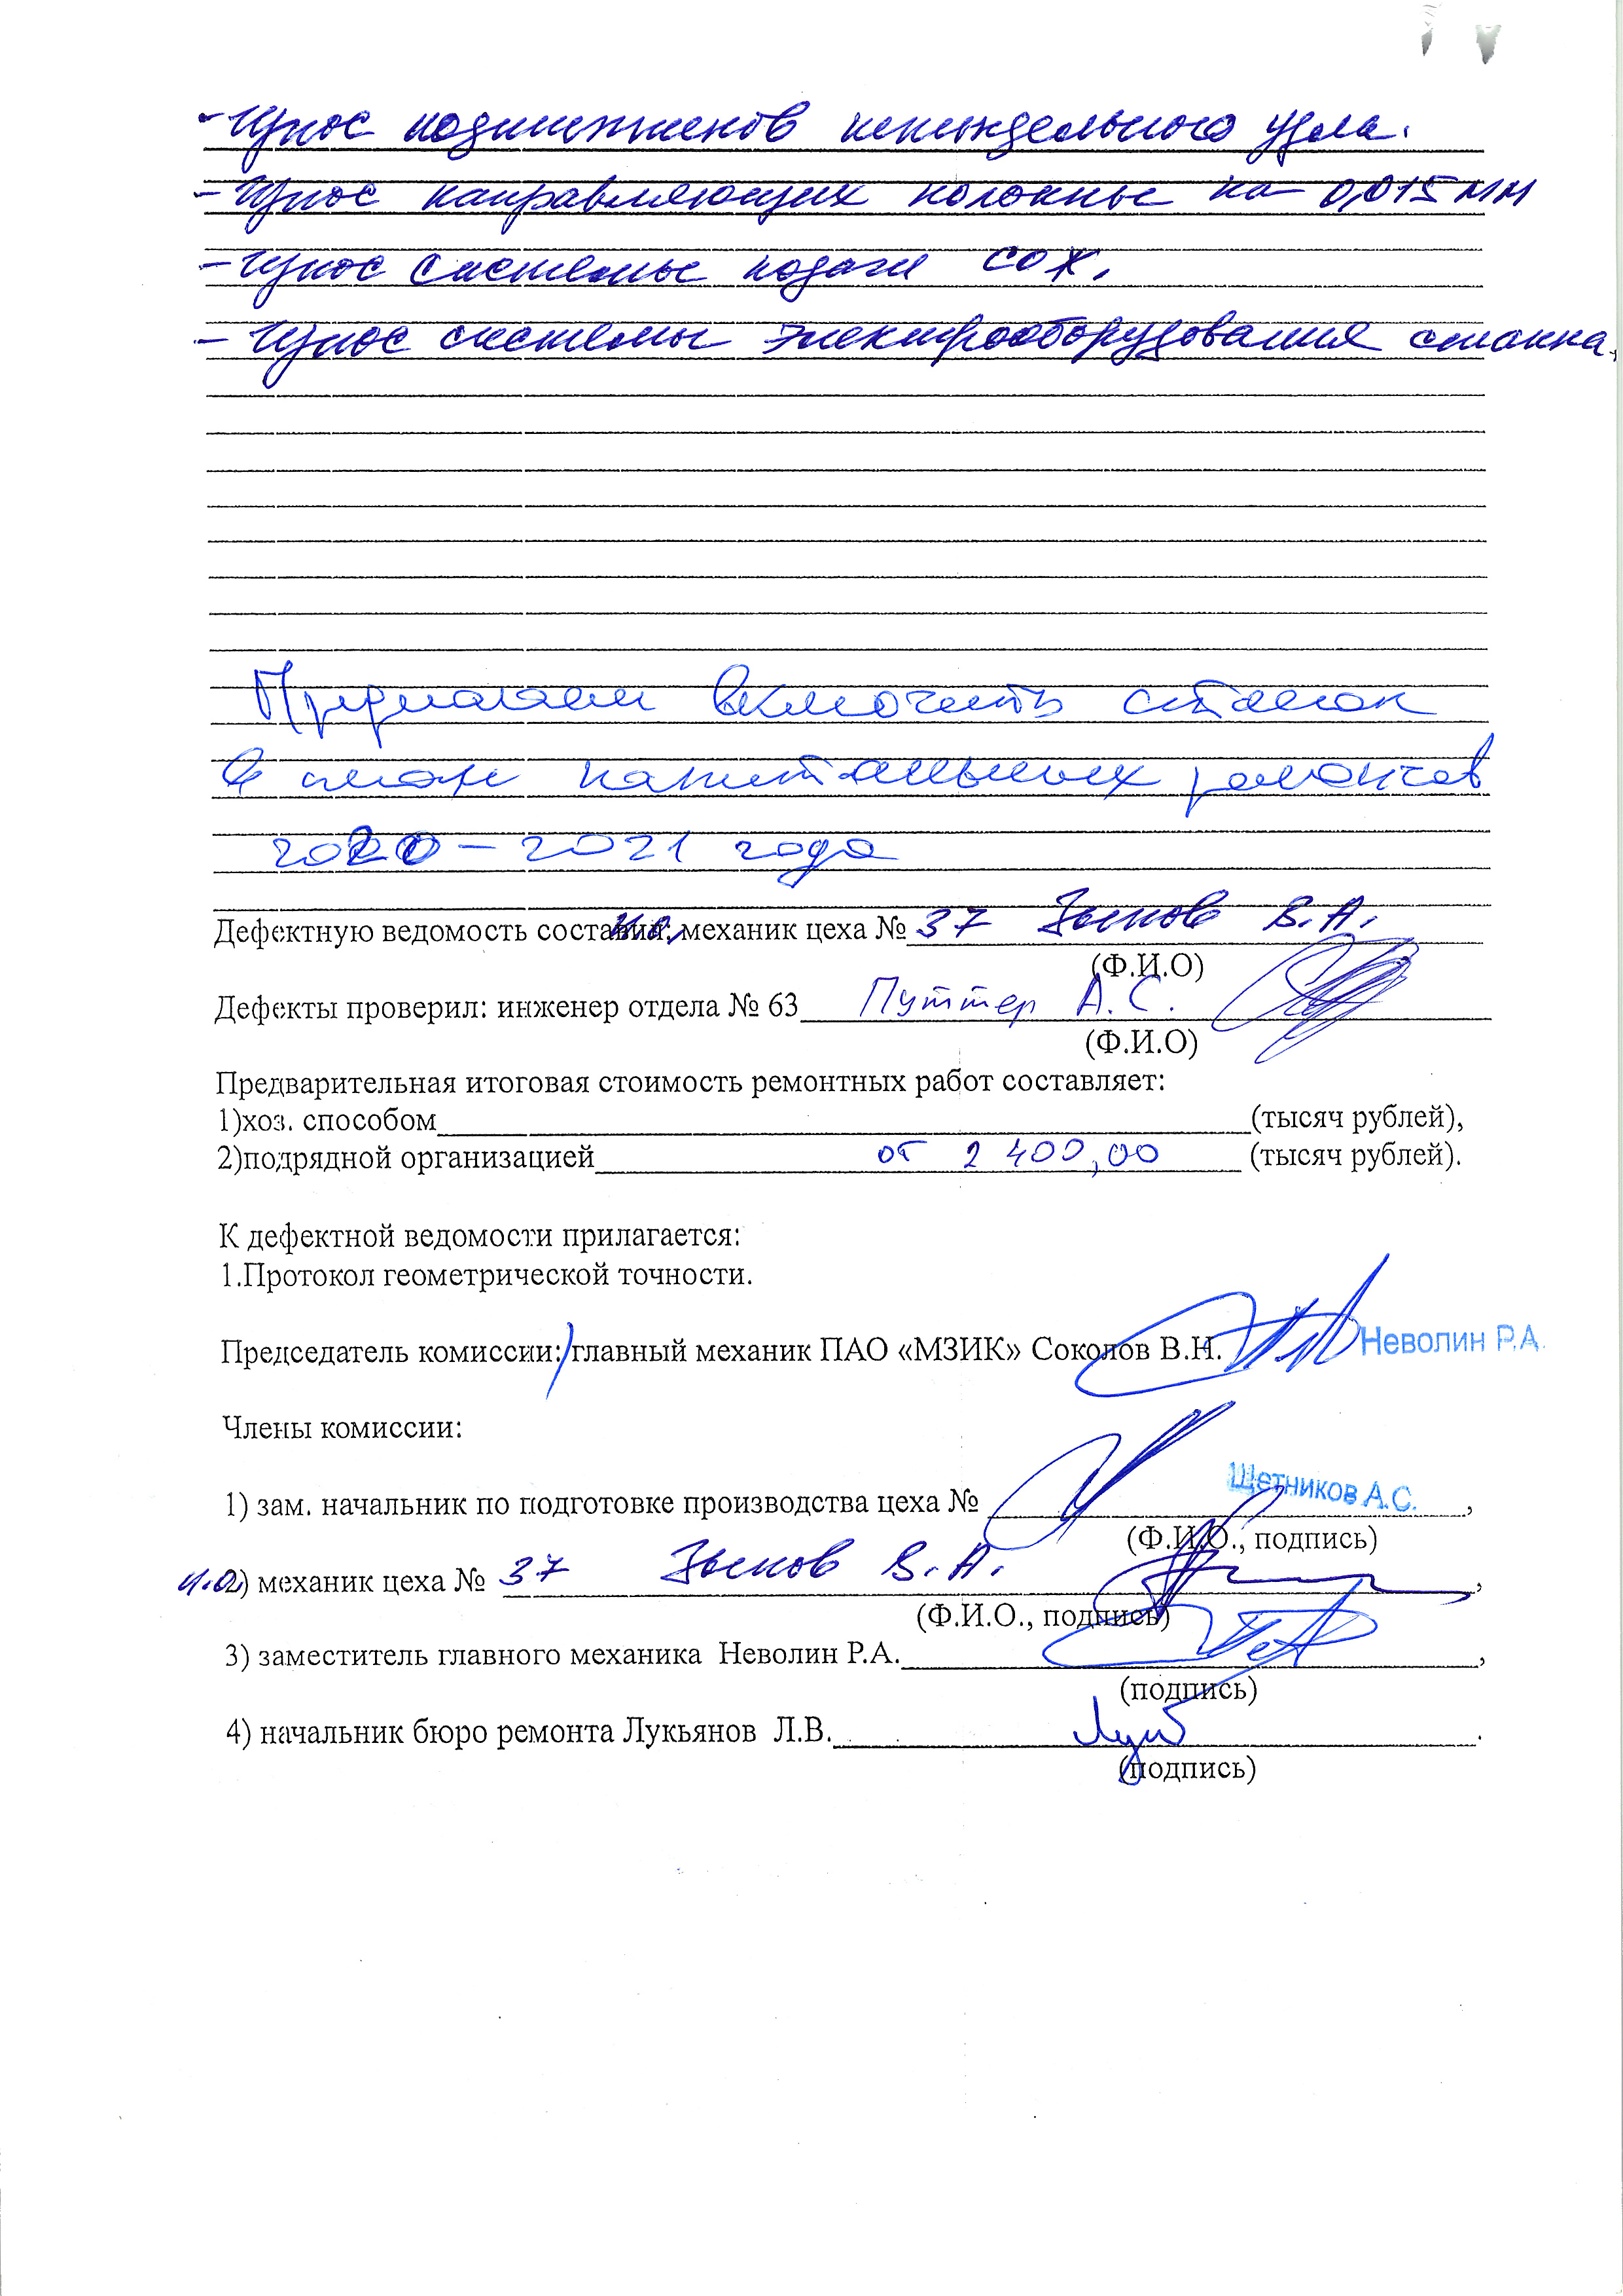 - Износ подшипников шпиндельного узла.
- Износ направляющих колонны на 0,015 мм
- Износ системы подачи СОЖ.
- Износ системы электрооборудования станка.
Предлагаем включить станок
в план капитальных ремонтов
2020 - 2021 года
Дефектную ведомость составил: и.о. механик цеха № 37 Зыков В.А.
(Ф.И.О)
Дефекты проверил: инженер отдела № 63 Путтер А.С.
(Ф.И.О)
Предварительная итоговая стоимость ремонтных работ составляет:
1)хоз. способом (тысяч рублей),
2)подрядной организацией от 2 400,00 (тысяч рублей).
К дефектной ведомости прилагается:
1.Протокол геометрической точности.
Председатель комиссии: главный механик ПАО «МЗИК» Соколов В.Н. Неволин Р.А.
Члены комиссии:
1) зам. начальник по подготовке производства цеха № Щетников А.С.,
(Ф.И.О., подпись)
и.о. 2) механик цеха № 37 Зыков В.А. ,
(Ф.И.О., подпись)
3) заместитель главного механика Неволин Р.А. ,
(подпись)
4) начальник бюро ремонта Лукьянов Л.В. .
(подпись)